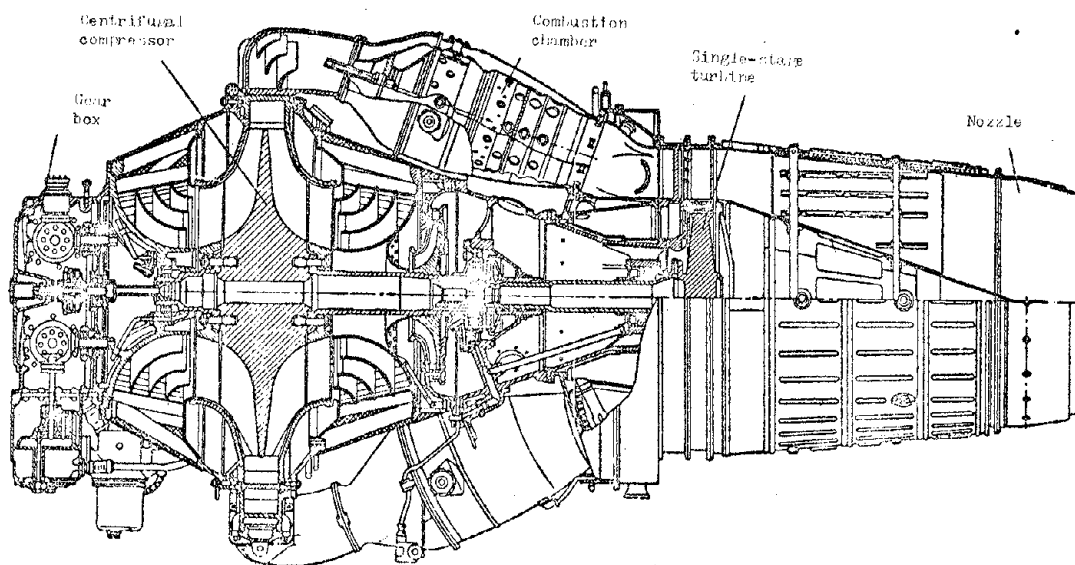 Centrifugal
compressor
Combustion
chamber
Single-stage
turbine
Gear
box
Nozzle